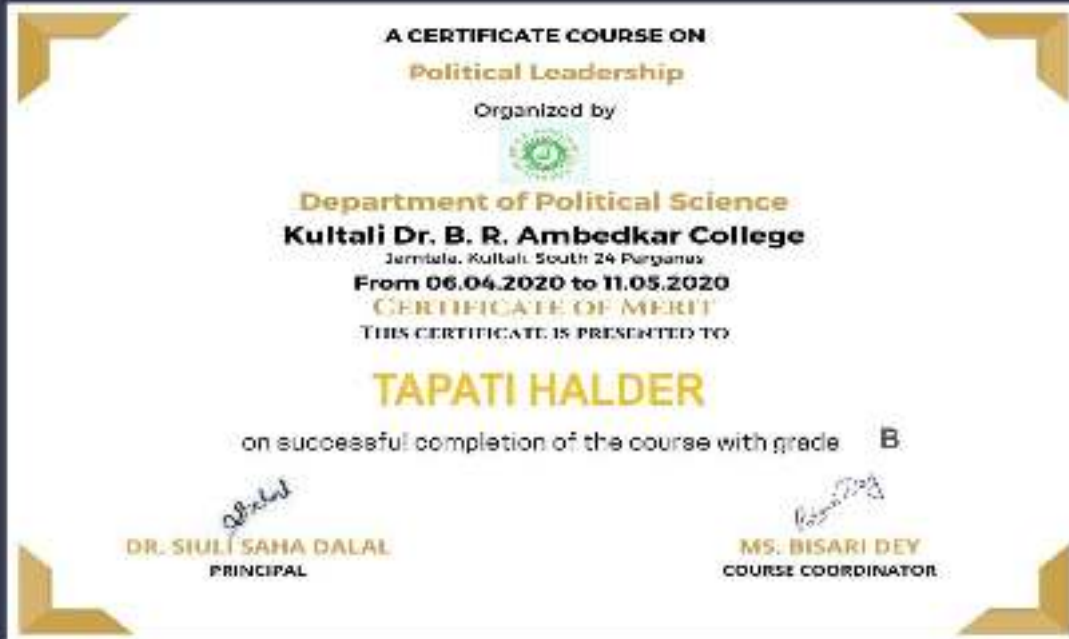 A CERTIFICATE COURSE ON
Political Leadership
Organized by
Department of Political Science
Kultali Dr. B. R. Ambedkar College
Jamtala, Kultali, South 24 Parganas
From 06.04.2020 to 11.05.2020
CERTIFICATE OF MERIT
THIS CERTIFICATE IS PRESENTED TO
TAPATI HALDER
on successful completion of the course with grade B
DR. SIULI SAHA DALAL
PRINCIPAL
MS. BISARI DEY
COURSE COORDINATOR